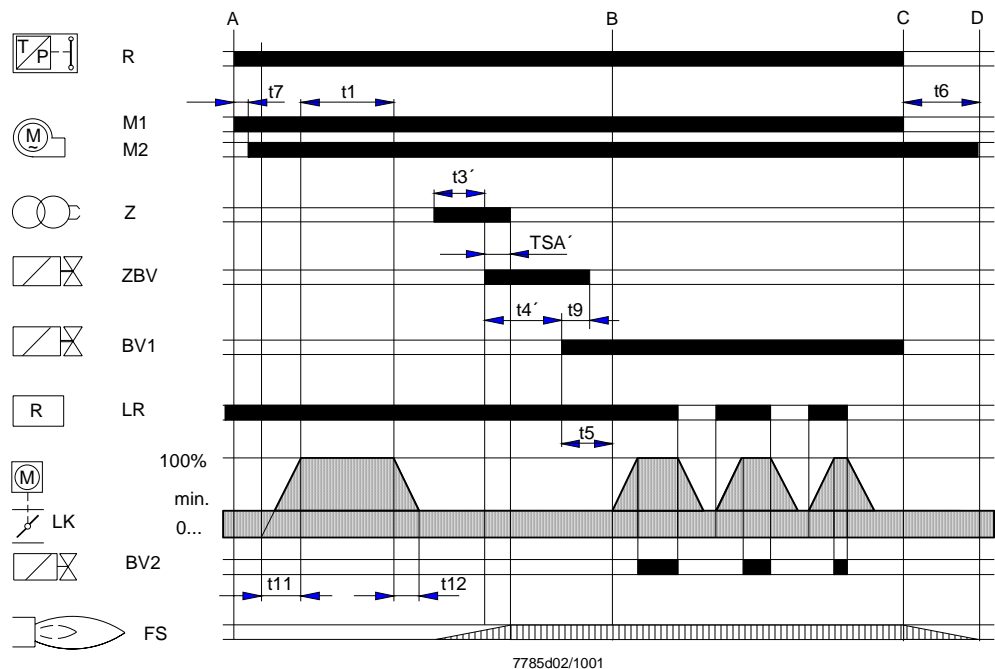 A B C D
T P R
t7 t1 t6
M1
M ~
M2
t3´
Z
TSA´
ZBV
t4´ t9
BV1
R LR
t5
100%
M
min.
LK
0...
BV2
t11 t12
FS
7785d02/1001